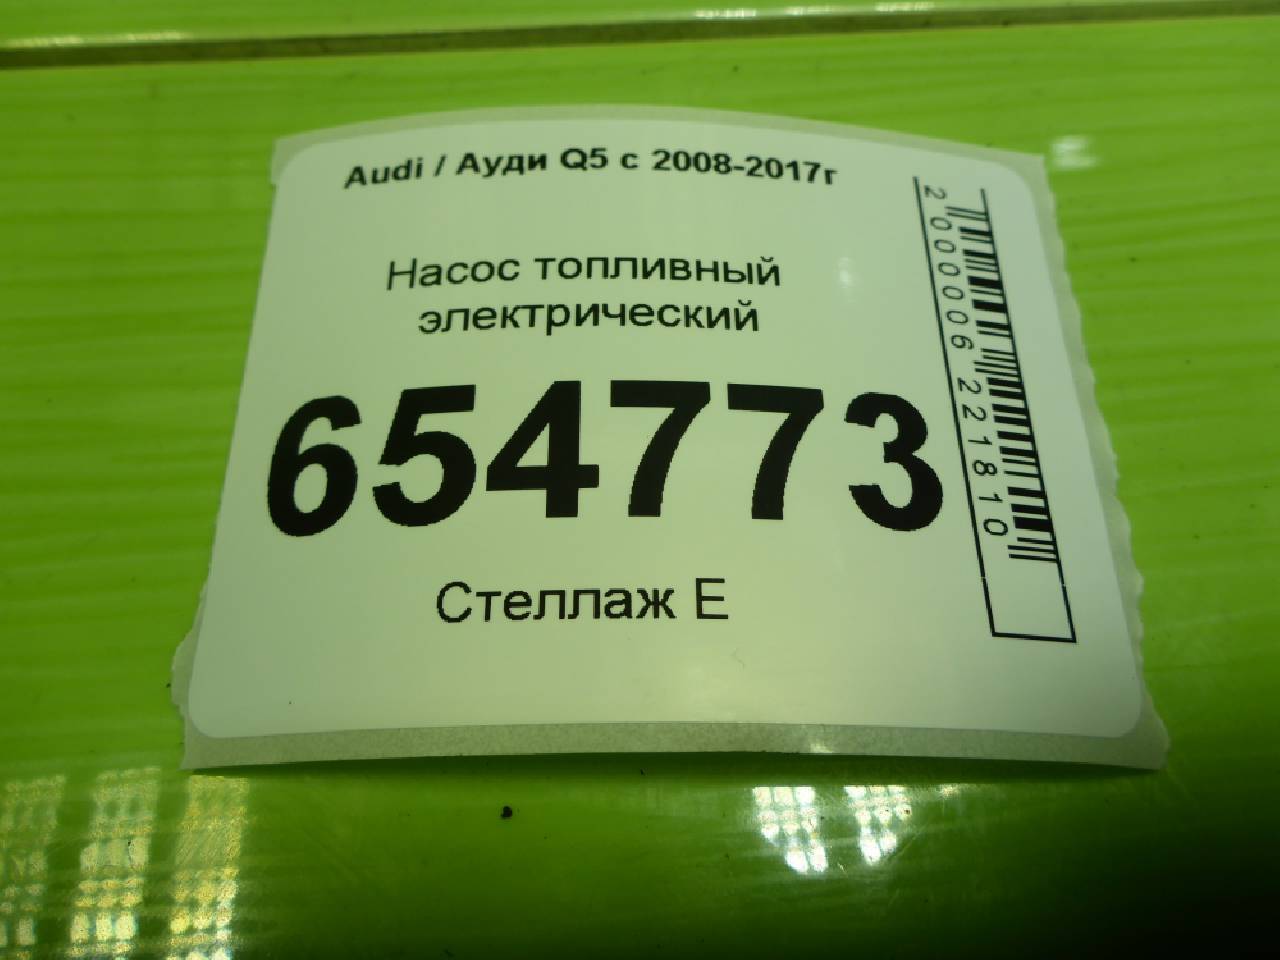 Audi / Ауди Q5 с 2008-2017г
Насос топливный
электрический
654773
Стеллаж Е
2000006221810